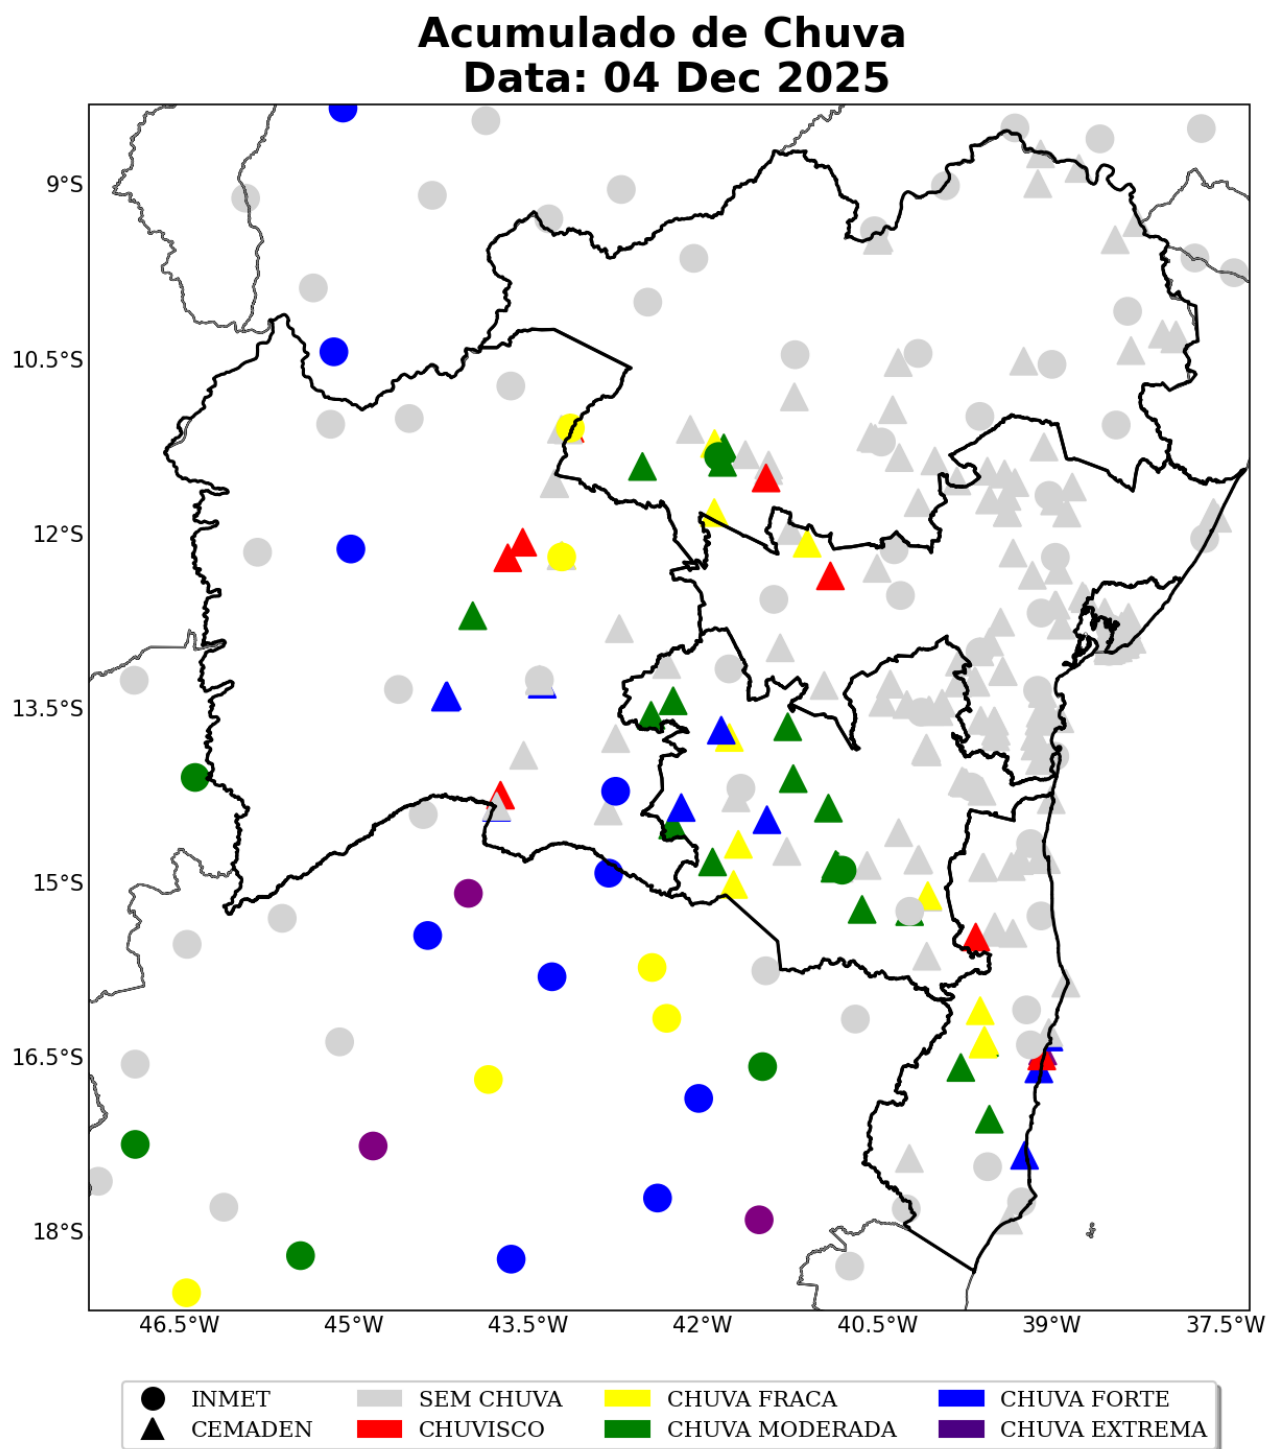 Acumulado de Chuva
Data: 04 Dec 2025
9°S
10.5°S
12°S
13.5°S
15°S
16.5°S
18°S
46.5°W 45°W 43.5°W 42°W 40.5°W 39°W 37.5°W
INMET SEM CHUVA CHUVA FRACA CHUVA FORTE
CEMADEN CHUVISCO CHUVA MODERADA CHUVA EXTREMA